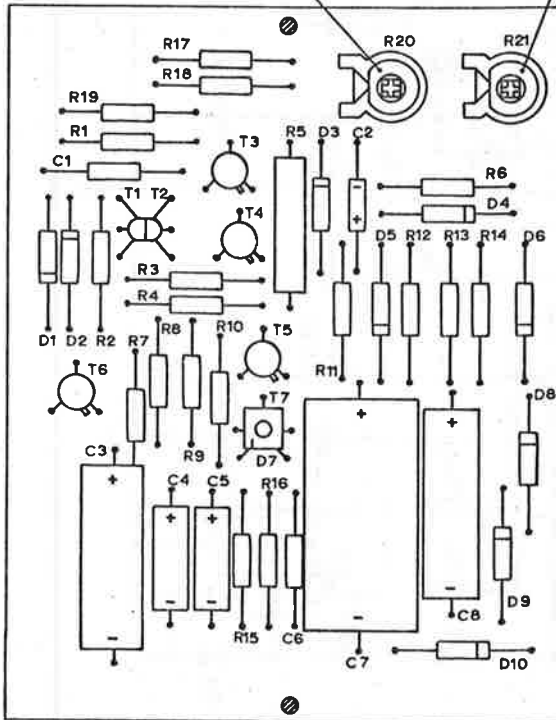 R17
R18
R20
R21
R19
R1
C1
T3
R5
D3
C2
R6
D4
T1
T2
T4
D5
R12
R13
R14
D6
R3
R4
D1
D2
R2
R7
R8
R10
T5
R11
T6
T7
D8
R9
D7
C3
+
C4
C5
R16
+
+
+
+
-
+
-
-
-
-
-
R15
C6
C7
C8
D9
D10